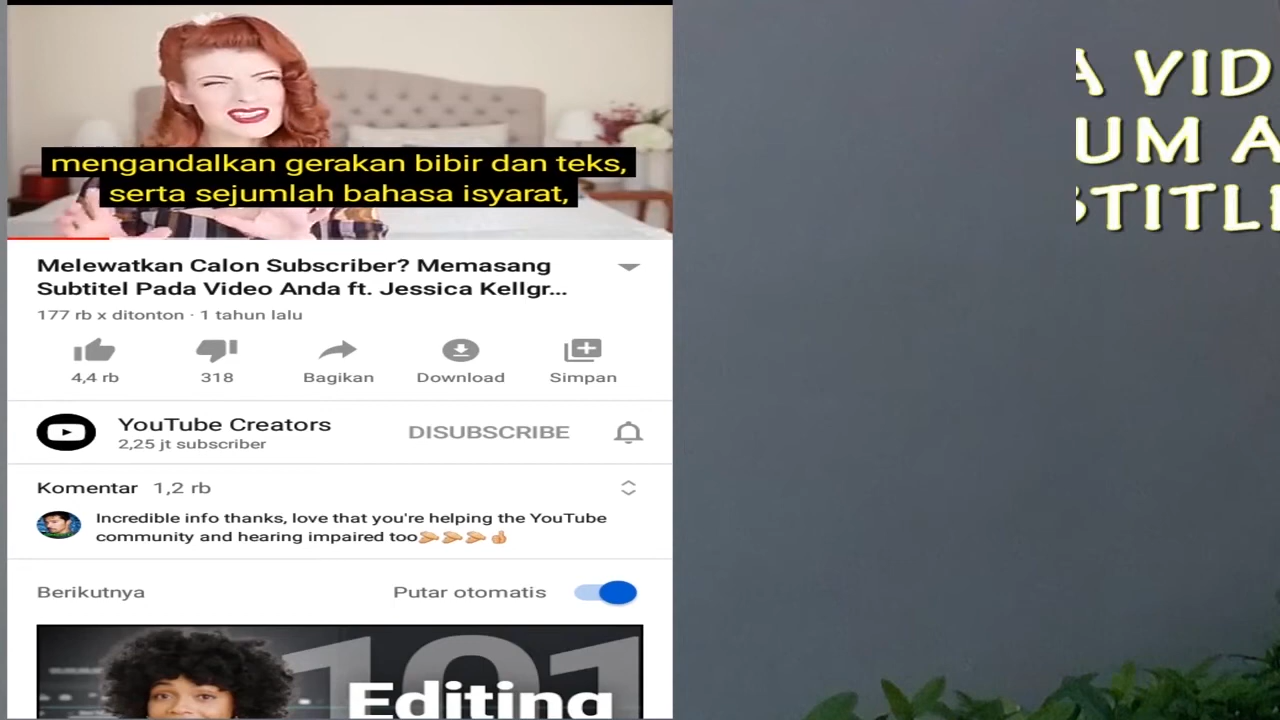 mengandalkan gerakan bibir dan teks,
serta sejumlah bahasa isyarat,
Melewatkan Calon Subscriber? Memasang
Subtitel Pada Video Anda ft. Jessica Kellgr...
177 rb x ditonton · 1 tahun lalu
4,4 rb
318
Bagikan
Download
Simpan
YouTube Creators
2,25 jt subscriber
DISUBSCRIBE
Komentar 1,2 rb
Incredible info thanks, love that you're helping the YouTube
community and hearing impaired too
Berikutnya
Putar otomatis
101
Editing
A VID
UM A
TITLE